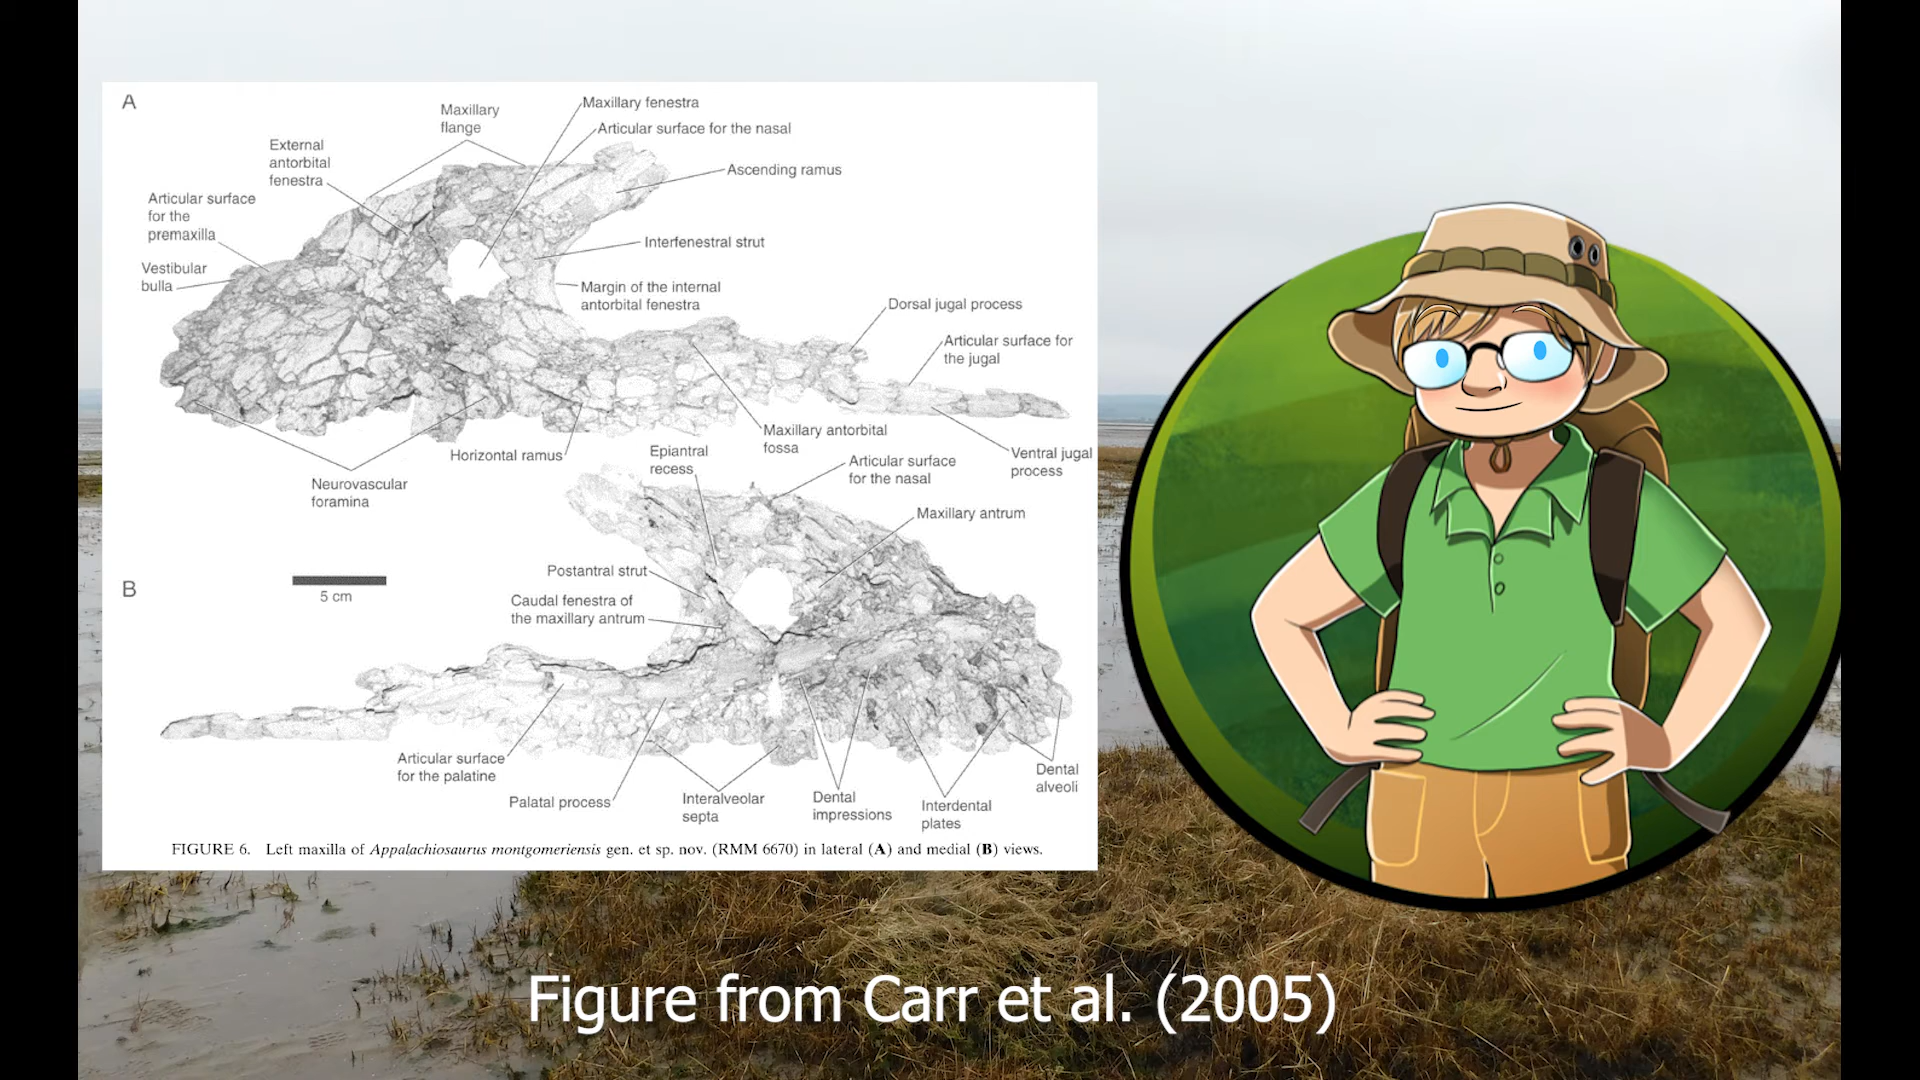 A
Maxillary
flange
Maxillary fenestra
Articular surface for the nasal
External
antorbital
fenestra
Ascending ramus
Articular surface
for the
premaxilla
Interfenestral strut
Vestibular
bulla
Margin of the internal
antorbital fenestra
Dorsal jugal process
Articular surface for
the jugal
Maxillary antorbital
fossa
Horizontal ramus
Ventral jugal
process
Neurovascular
foramina
Epiantral
recess
Articular surface
for the nasal
Maxillary antrum
B
5 cm
Postantral strut
Caudal fenestra of
the maxillary antrum
Articular surface
for the palatine
Palatal process
Interalveolar
septa
Dental
impressions
Interdental
plates
Dental
alveoli
FIGURE 6. Left maxilla of Appalachiosaurus montgomeriensis gen. et sp. nov. (RMM 6670) in lateral (A) and medial (B) views.
Figure from Carr et al. (2005)